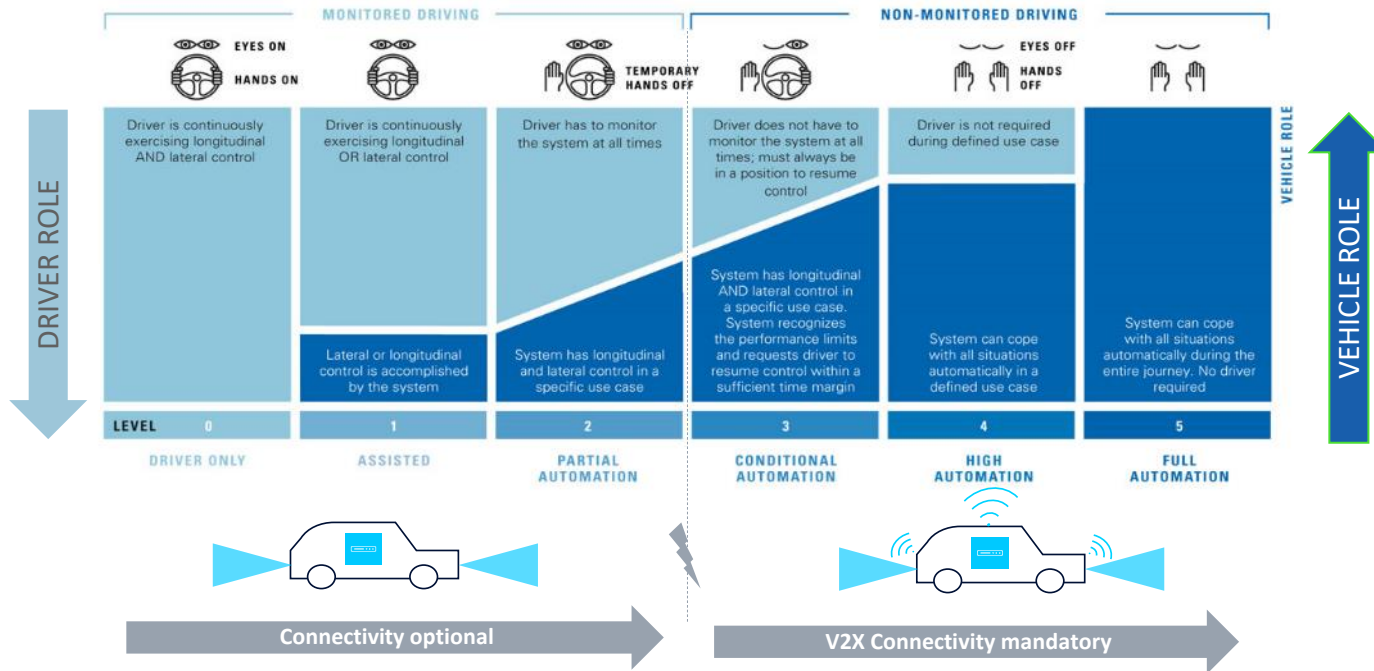 MONITORED DRIVING
NON-MONITORED DRIVING
EYES ON
HANDS ON
TEMPORARY
HANDS OFF
EYES OFF
HANDS
OFF
DRIVER ROLE
Driver is continuously
exercising longitudinal
AND lateral control
Driver is continuously
exercising longitudinal
OR lateral control
Driver has to monitor
the system at all times
Driver does not have to
monitor the system at all
times; must always be
in a position to resume
control
Driver is not required
during defined use case
VEHICLE ROLE
VEHICLE ROLE
Lateral or longitudinal
control is accomplished
by the system
System has longitudinal
and lateral control in a
specific use case
System has longitudinal
AND lateral control in
a specific use case.
System recognizes
the performance limits
and requests driver to
resume control within a
sufficient time margin
System can cope
with all situations
automatically in a
defined use case
System can cope
with all situations
automatically during the
entire journey. No driver
required
LEVEL 0 1 2 3 4 5
DRIVER ONLY
ASSISTED
PARTIAL
AUTOMATION
CONDITIONAL
AUTOMATION
HIGH
AUTOMATION
FULL
AUTOMATION
Connectivity optional
V2X Connectivity mandatory